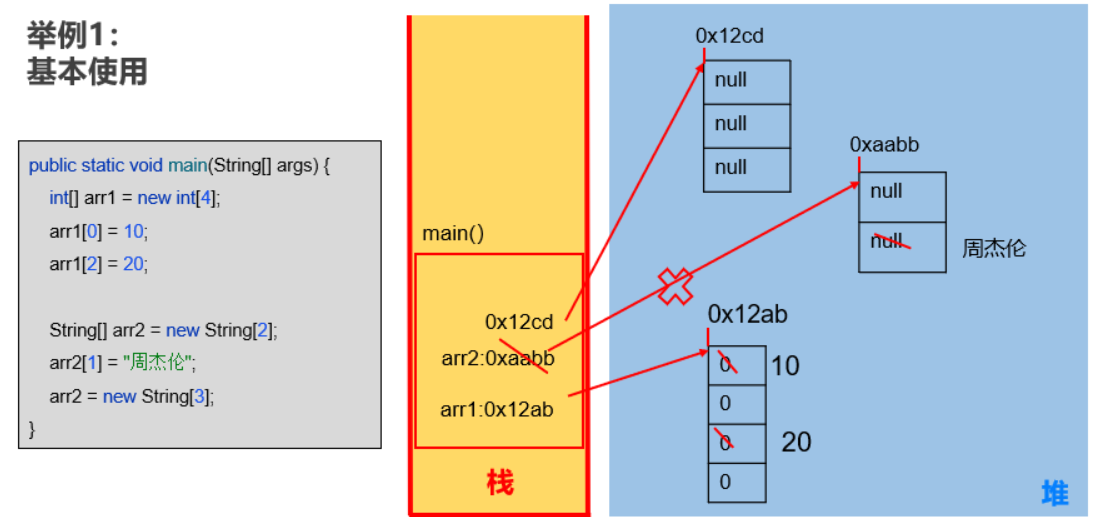 举例1：
基本使用
public static void main(String[] args) {
int[] arr1 = new int[4];
arr1[0] = 10;
arr1[2] = 20;
String[] arr2 = new String[2];
arr2[1] = "周杰伦";
arr2 = new String[3];
}
main()
0x12cd
arr2:0xaabb
arr1:0x12ab
栈
0x12cd
null
null
null
0xaabb
null
null
周杰伦
0x12ab
0
10
0
0
20
0
堆